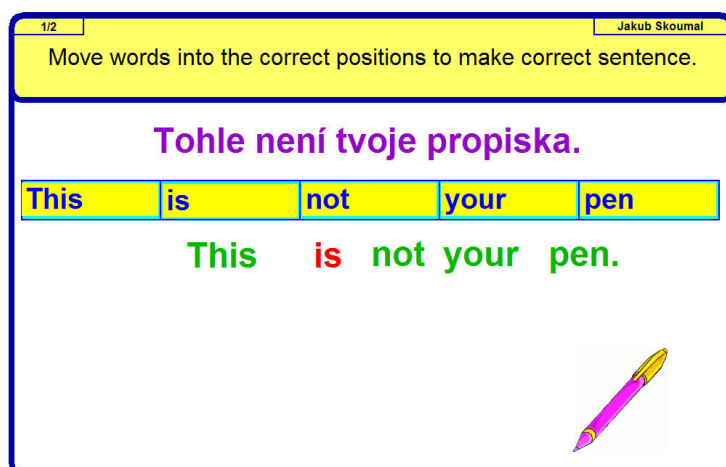 1/2
Jakub Skoumal
Move words into the correct positions to make correct sentence.
Tohle není tvoje propiska.
This is not your pen
This is not your pen.